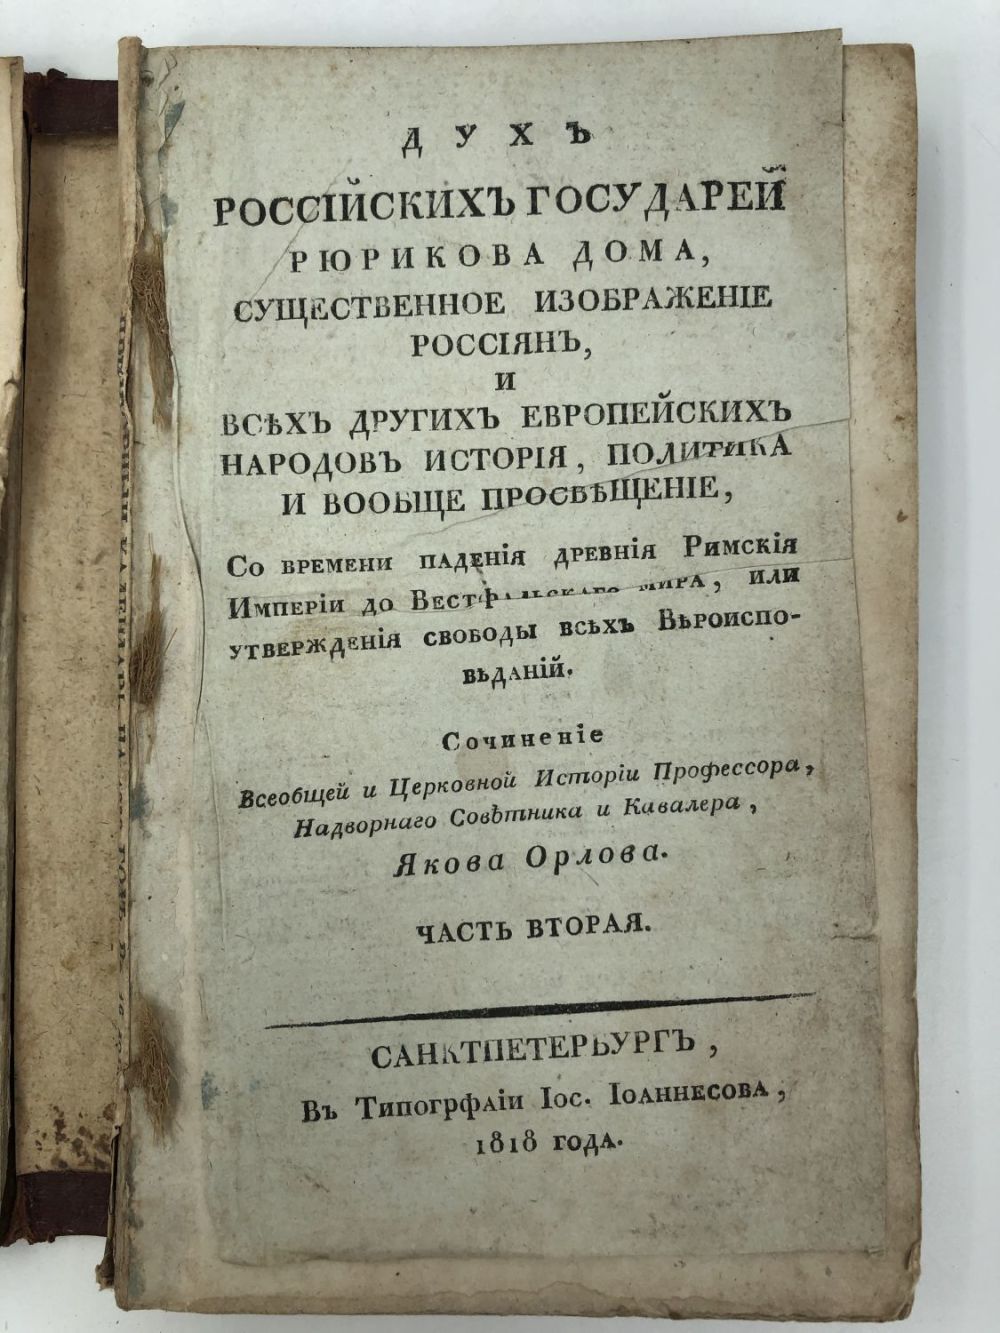 ДУХЪ
РОССІЙСКИХЪ ГОСУДАРЕЙ
РЮРИКОВА ДОМА,
СУЩЕСТВЕННОЕ ИЗОБРАЖЕНІЕ
РОССІЯНЪ,
И
ВСѢХЪ ДРУГИХЪ ЕВРОПЕЙСКИХЪ
НАРОДОВЪ ИСТОРІЯ, ПОЛИТИКА
И ВООБЩЕ ПРОСВѢЩЕНІЕ,
Со времени паденія древнія Римскія
Имперіи до Вестфальскаго мира, или
утвержденія свободы всѣхъ Вѣроиспо-
вѣданій.
Сочиненіе
Всеобщей и Церковной Исторіи Профессора,
Надворнаго Совѣтника и Кавалера,
Якова Орлова.
ЧАСТЬ ВТОРАЯ.
САНКТПЕТЕРБУРГЪ,
Въ Типогрфаіи Іос. Іоаннесова,
1818 года.